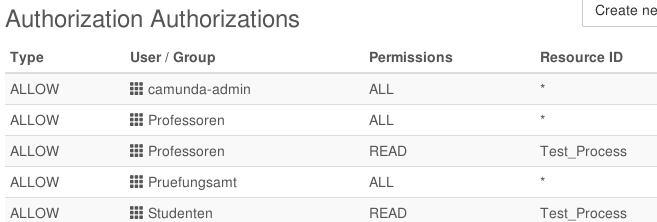 Authorization Authorizations
Create ne
Type User / Group Permissions Resource ID
ALLOW camunda-admin ALL *
ALLOW Professoren ALL *
ALLOW Professoren READ Test_Process
ALLOW Pruefungsamt ALL *
ALLOW Studenten READ Test_Process